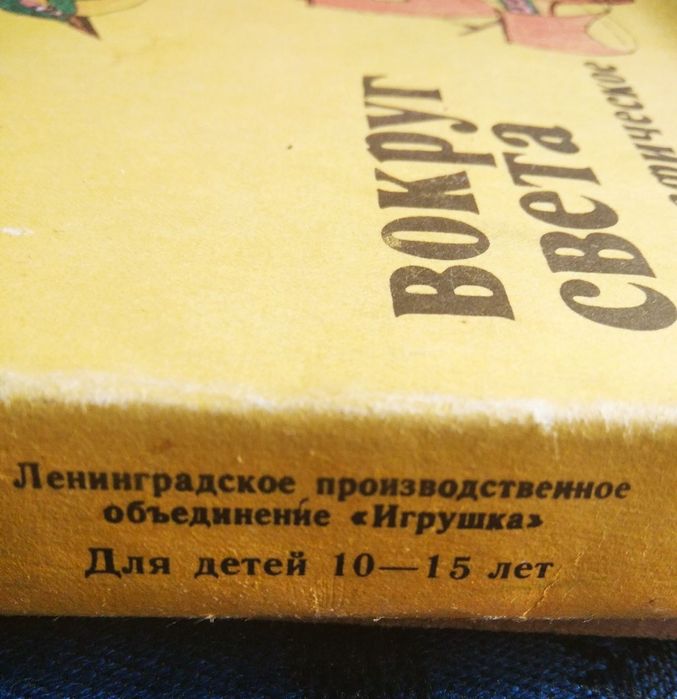 ВОКРУГ
СВЕТА
Ленинградское производственное
объединение «Игрушка»
Для детей 10—15 лет